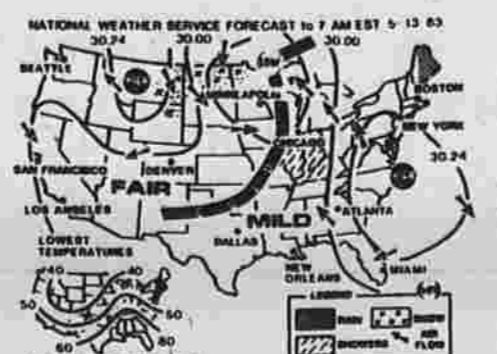 NATIONAL WEATHER SERVICE FORECAST to 7 AM EST 5-13 83
30.24
30.00
30.00
SEATTLE
MINNEAPOLIS
BOSTON
NEW YORK
CHICAGO
30.24
SAN FRANCISCO
DENVER
FAIR
LOS ANGELES
MILD
ATLANTA
LOWEST
TEMPERATURES
DALLAS
NEW
ORLEANS
MIAMI
40
40
50
50
60
60
LEGEND
RAIN
SNOW
SHOWERS
AIR
FLOW